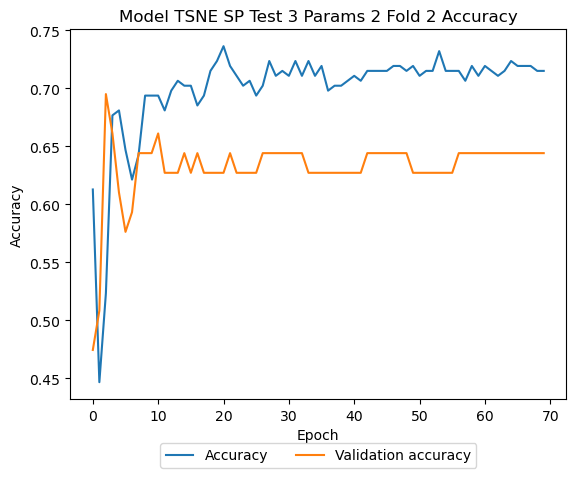 Model TSNE SP Test 3 Params 2 Fold 2 Accuracy
0.75
0.70
0.65
0.60
0.55
0.50
0.45
Accuracy
0 10 20 30 40 50 60 70
Epoch
Accuracy Validation accuracy